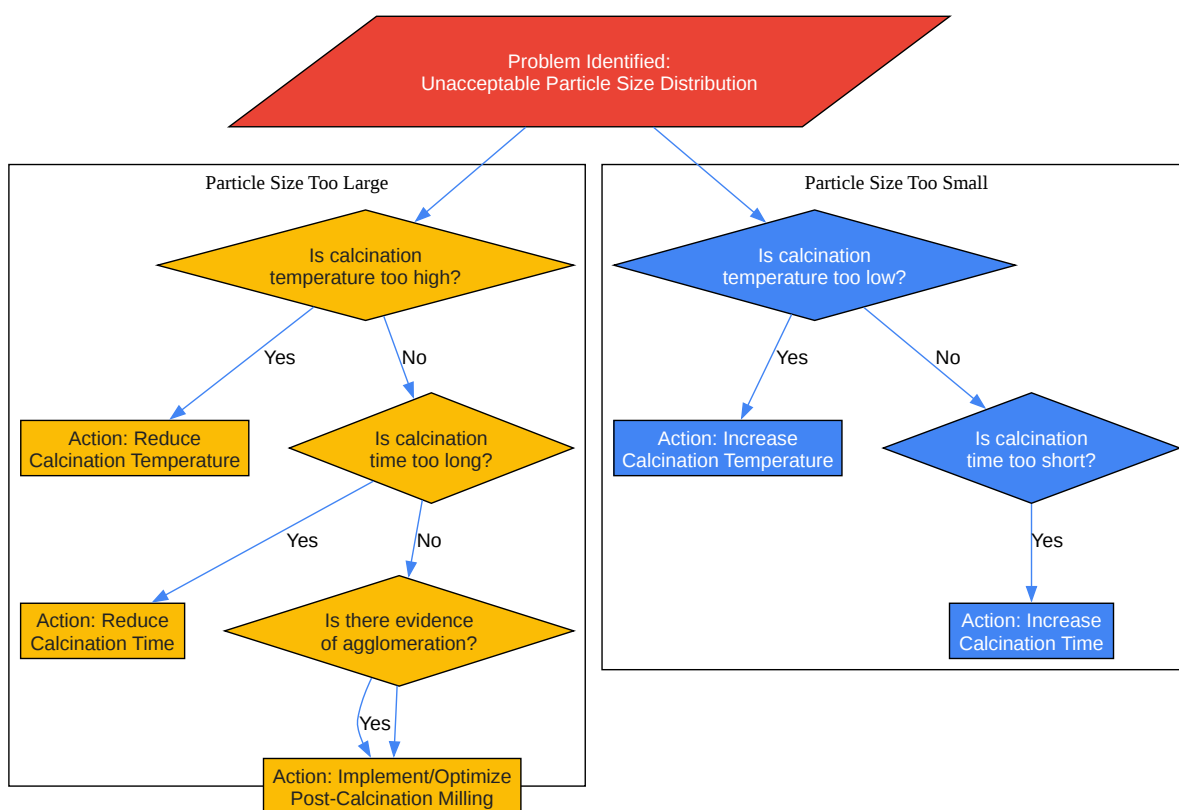 Problem Identified:
Unacceptable Particle Size Distribution
Particle Size Too Large
Is calcination
temperature too high?
Yes
No
Action: Reduce
Calcination Temperature
Is calcination
time too long?
Yes
No
Action: Reduce
Calcination Time
Is there evidence
of agglomeration?
Yes
Action: Implement/Optimize
Post-Calcination Milling
Particle Size Too Small
Is calcination
temperature too low?
Yes
No
Action: Increase
Calcination Temperature
Is calcination
time too short?
Yes
Action: Increase
Calcination Time